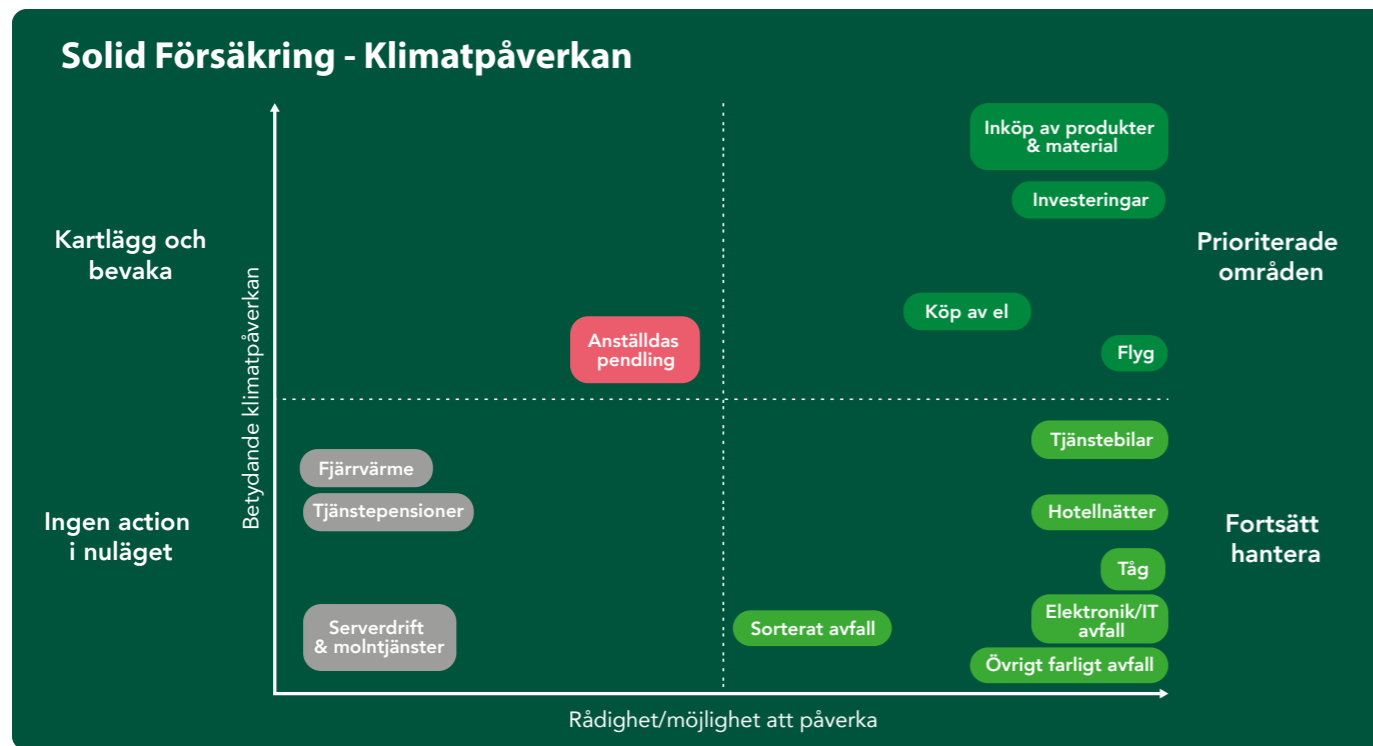 Solid Försäkring - Klimatpåverkan
Kartlägg och
bevaka
Ingen action
i nuläget
Betydande klimatpåverkan
Inköp av produkter
& material
Investeringar
Köp av el
Flyg
Anställdas
pendling
Fjärrvärme
Tjänstepensioner
Serverdrift
& molntjänster
Tjänstebilar
Hotellnätter
Tåg
Elektronik/IT
avfall
Sorterat avfall
Övrigt farligt avfall
Prioriterade
områden
Fortsätt
hantera
Rådighet/möjlighet att påverka